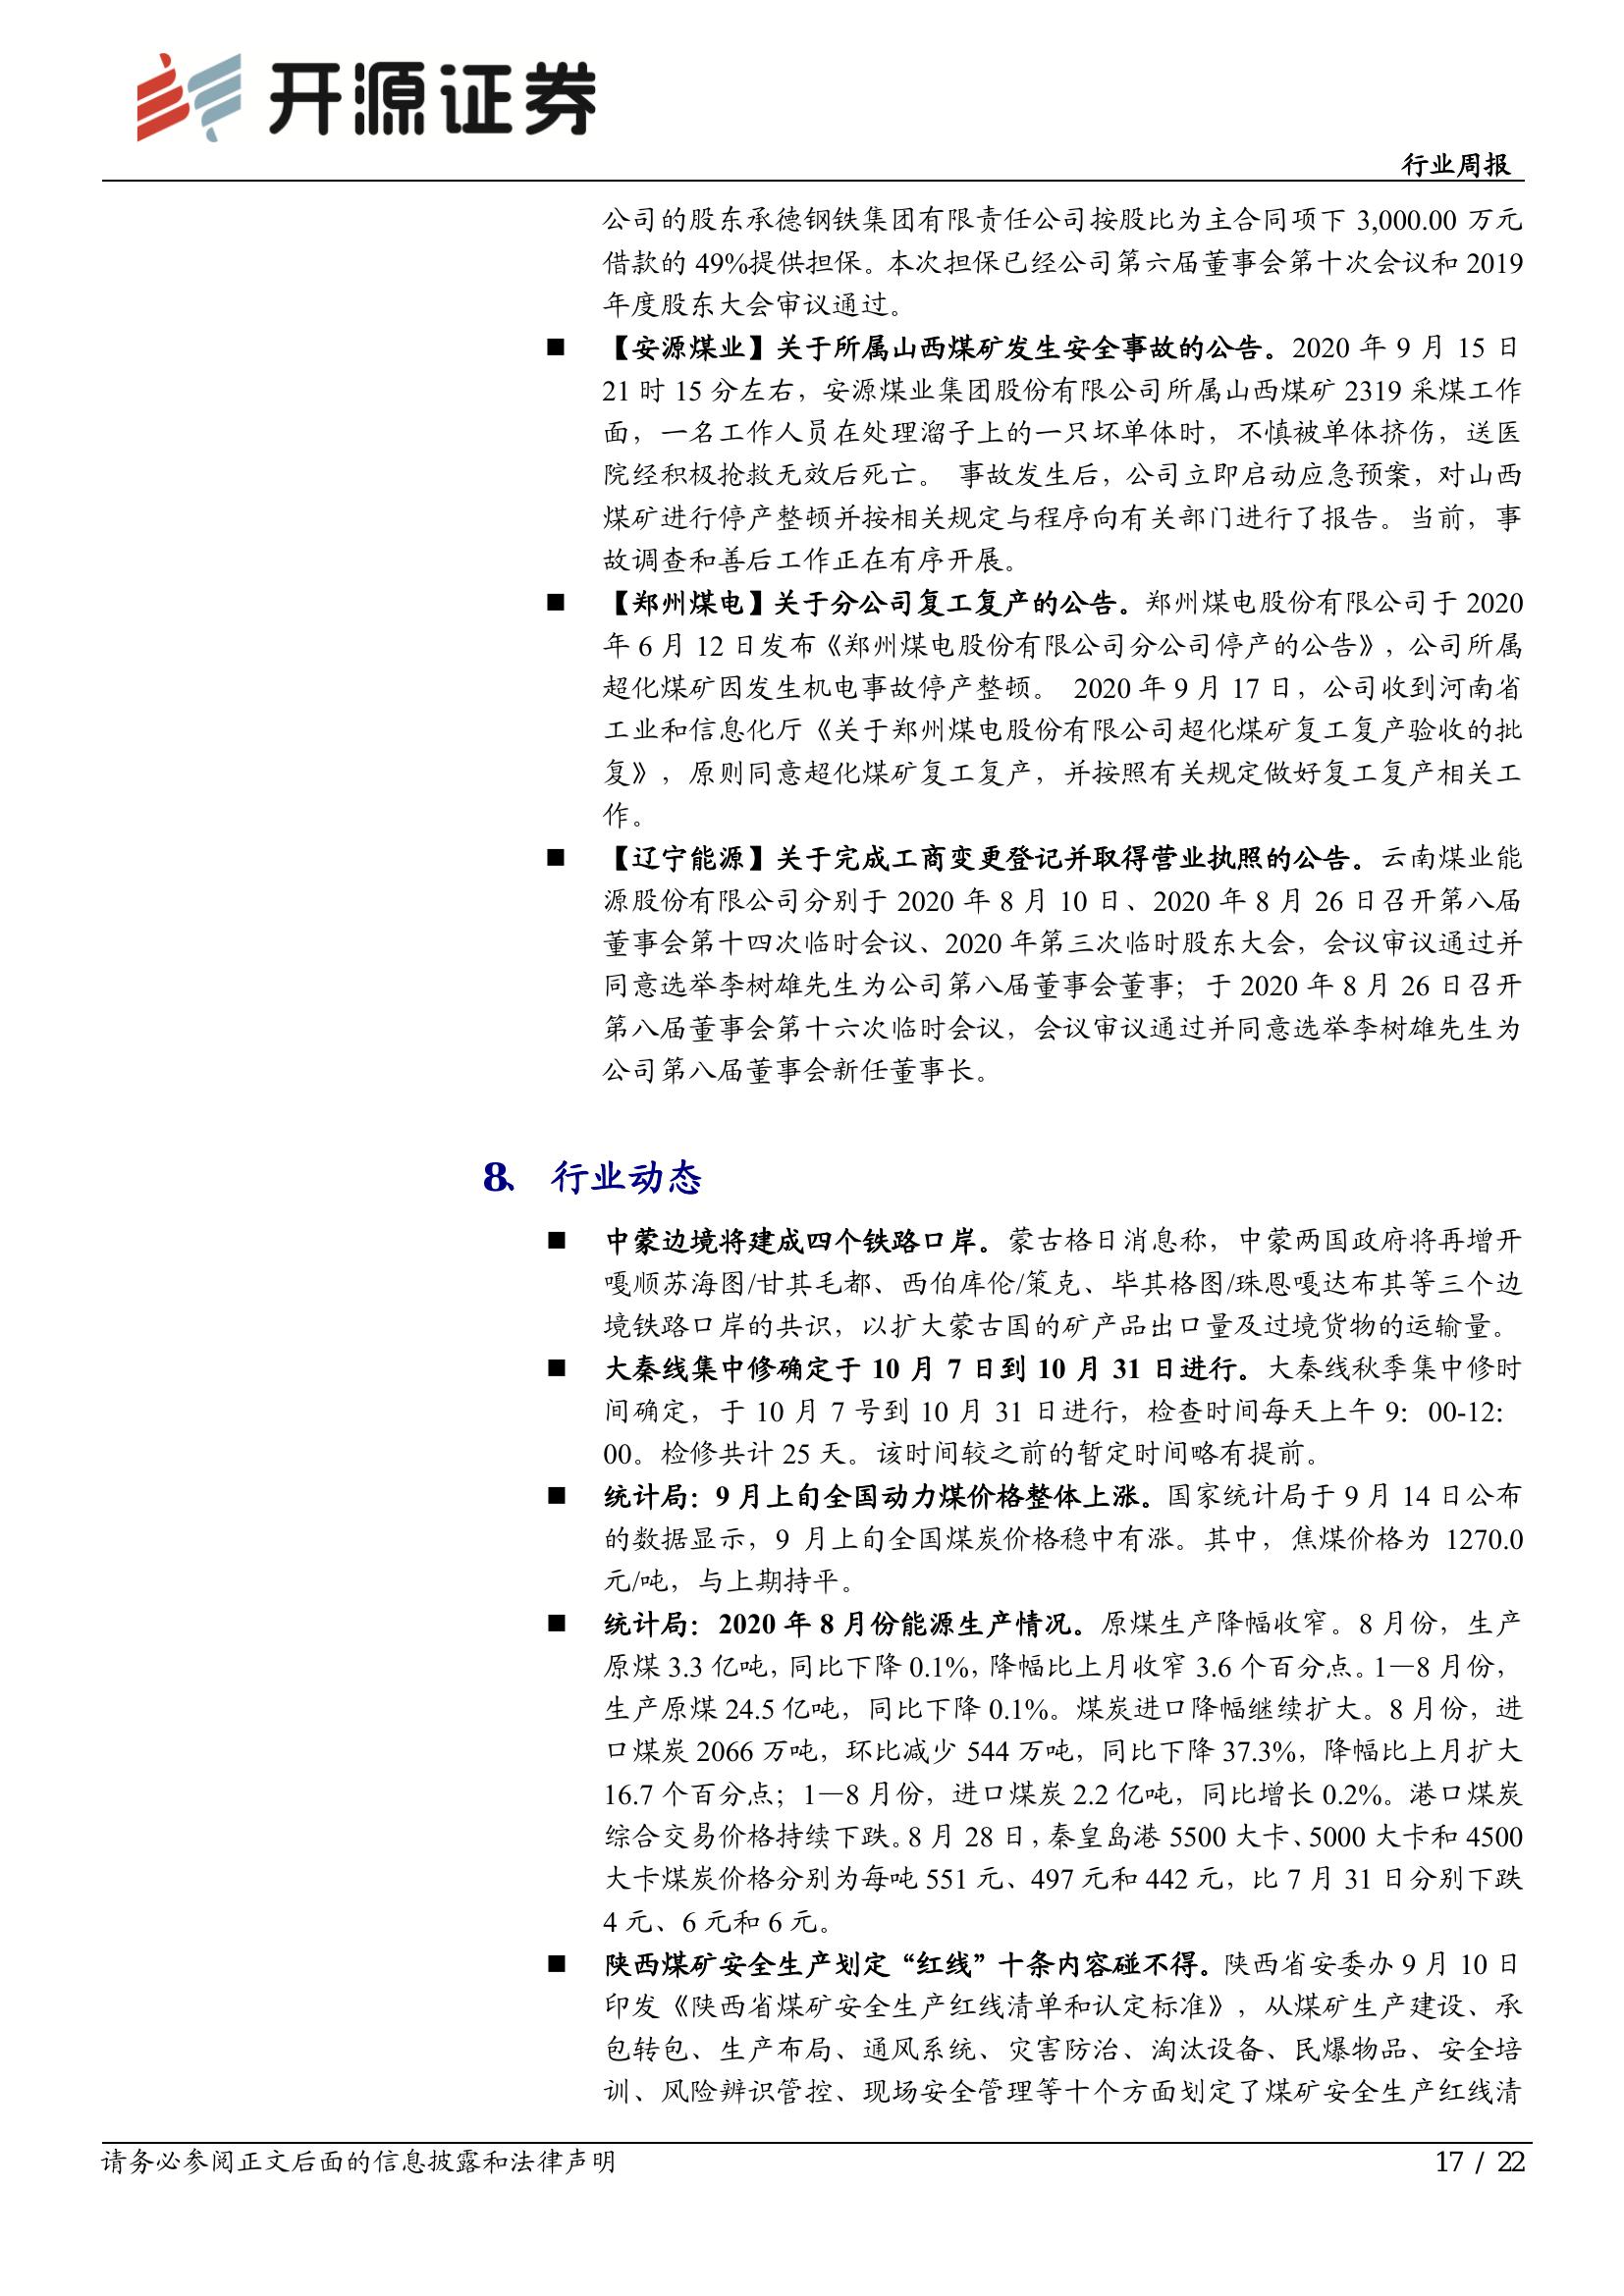 开源证券
行业周报
公司的股东承德钢铁集团有限责任公司按股比为主合同项下 3,000.00 万元
借款的 49%提供担保。本次担保已经公司第六届董事会第十次会议和 2019
年度股东大会审议通过。
■ 【安源煤业】关于所属山西煤矿发生安全事故的公告。2020 年 9 月 15 日
21 时 15 分左右，安源煤业集团股份有限公司所属山西煤矿 2319 采煤工作
面，一名工作人员在处理溜子上的一只坏单体时，不慎被单体挤伤，送医
院经积极抢救无效后死亡。 事故发生后，公司立即启动应急预案，对山西
煤矿进行停产整顿并按相关规定与程序向有关部门进行了报告。当前，事
故调查和善后工作正在有序开展。
■ 【郑州煤电】关于分公司复工复产的公告。郑州煤电股份有限公司于 2020
年 6 月 12 日发布《郑州煤电股份有限公司分公司停产的公告》，公司所属
超化煤矿因发生机电事故停产整顿。 2020 年 9 月 17 日，公司收到河南省
工业和信息化厅《关于郑州煤电股份有限公司超化煤矿复工复产验收的批
复》，原则同意超化煤矿复工复产，并按照有关规定做好复工复产相关工
作。
■ 【辽宁能源】关于完成工商变更登记并取得营业执照的公告。云南煤业能
源股份有限公司分别于 2020 年 8 月 10 日、2020 年 8 月 26 日召开第八届
董事会第十四次临时会议、2020 年第三次临时股东大会，会议审议通过并
同意选举李树雄先生为公司第八届董事会董事；于 2020 年 8 月 26 日召开
第八届董事会第十六次临时会议，会议审议通过并同意选举李树雄先生为
公司第八届董事会新任董事长。
8、 行业动态
■ 中蒙边境将建成四个铁路口岸。蒙古格日消息称，中蒙两国政府将再增开
嘎顺苏海图/甘其毛都、西伯库伦/策克、毕其格图/珠恩嘎达布其等三个边
境铁路口岸的共识，以扩大蒙古国的矿产品出口量及过境货物的运输量。
■ 大秦线集中修确定于 10 月 7 日到 10 月 31 日进行。大秦线秋季集中修时
间确定，于 10 月 7 号到 10 月 31 日进行，检查时间每天上午 9：00-12：
00。检修共计 25 天。该时间较之前的暂定时间略有提前。
■ 统计局：9 月上旬全国动力煤价格整体上涨。国家统计局于 9 月 14 日公布
的数据显示，9 月上旬全国煤炭价格稳中有涨。其中，焦煤价格为 1270.0
元/吨，与上期持平。
■ 统计局：2020 年 8 月份能源生产情况。原煤生产降幅收窄。8 月份，生产
原煤 3.3 亿吨，同比下降 0.1%，降幅比上月收窄 3.6 个百分点。1—8 月份，
生产原煤 24.5 亿吨，同比下降 0.1%。煤炭进口降幅继续扩大。8 月份，进
口煤炭 2066 万吨，环比减少 544 万吨，同比下降 37.3%，降幅比上月扩大
16.7 个百分点；1—8 月份，进口煤炭 2.2 亿吨，同比增长 0.2%。港口煤炭
综合交易价格持续下跌。8 月 28 日，秦皇岛港 5500 大卡、5000 大卡和 4500
大卡煤炭价格分别为每吨 551 元、497 元和 442 元，比 7 月 31 日分别下跌
4 元、6 元和 6 元。
■ 陕西煤矿安全生产划定“红线”十条内容碰不得。陕西省安委办 9 月 10 日
印发《陕西省煤矿安全生产红线清单和认定标准》，从煤矿生产建设、承
包转包、生产布局、通风系统、灾害防治、淘汰设备、民爆物品、安全培
训、风险辨识管控、现场安全管理等十个方面划定了煤矿安全生产红线清
请务必参阅正文后面的信息披露和法律声明
17 / 22